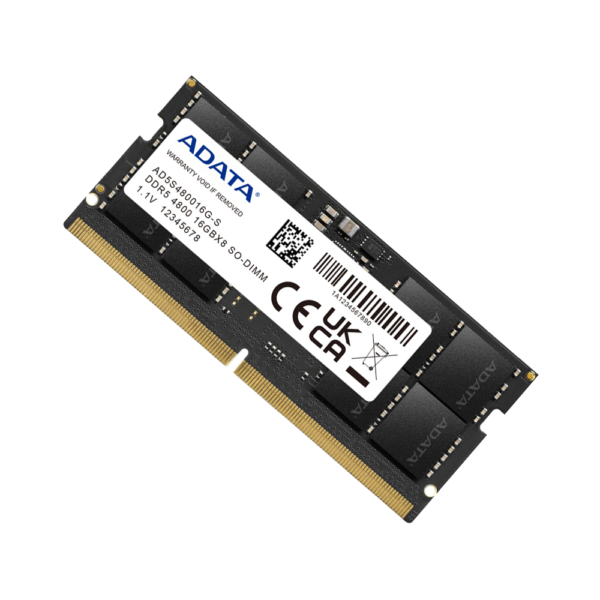 ADATA®
WARRANTY VOID IF REMOVED
AD5S480016G-S
DDR5 4800 16GBX8 SO-DIMM
1.1V 12345678
1A1234567890
CE
UK
CA
ADATA
ADATA